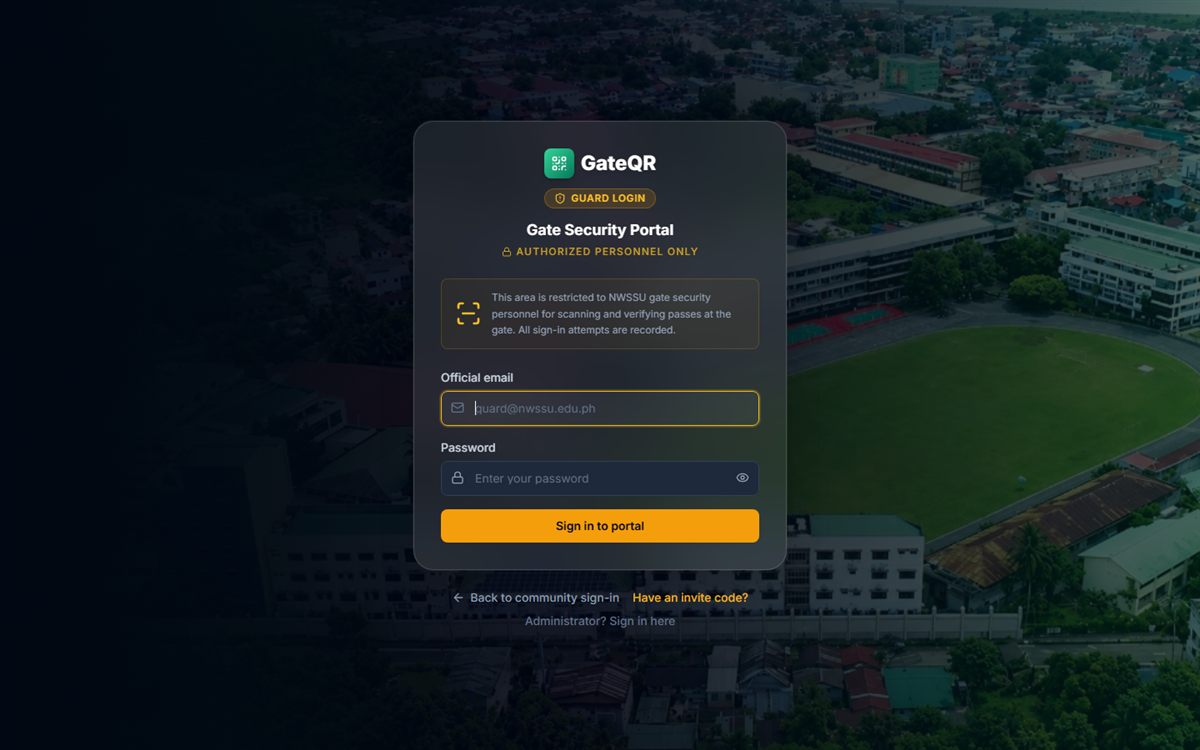 GateQR
GUARD LOGIN
Gate Security Portal
AUTHORIZED PERSONNEL ONLY
This area is restricted to NWSSU gate security
personnel for scanning and verifying passes at the
gate. All sign-in attempts are recorded.
Official email
guard@nwssu.edu.ph
Password
Enter your password
Sign in to portal
← Back to community sign-in Have an invite code?
Administrator? Sign in here